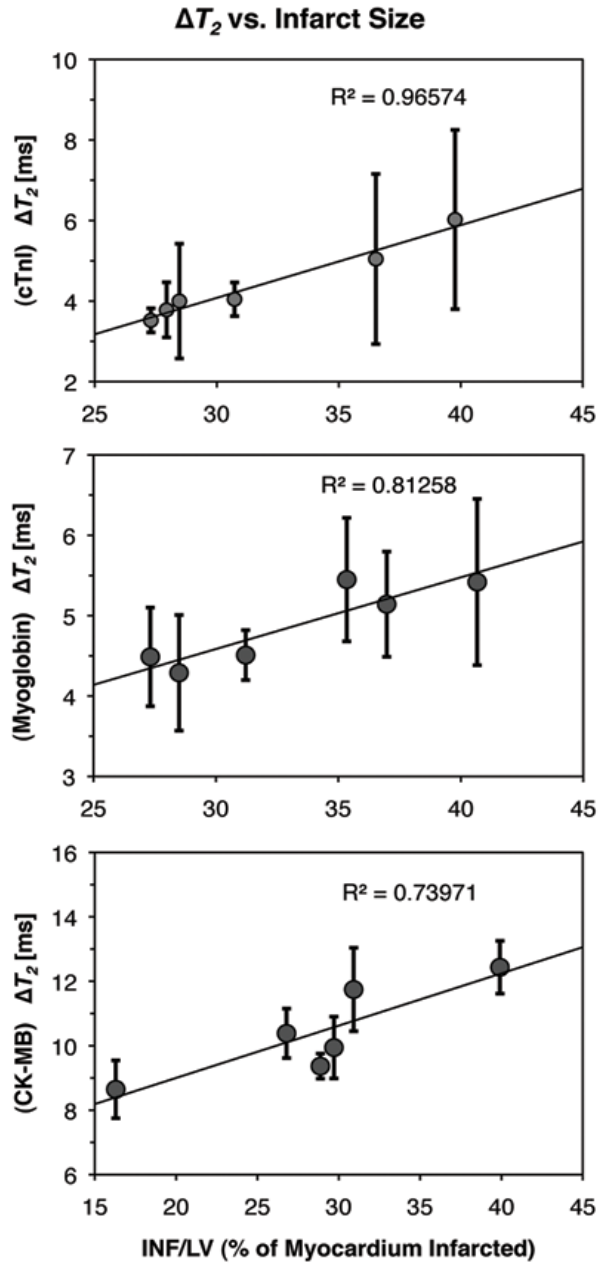 ΔT₂ vs. Infarct Size
R² = 0.96574
(cTnI) ΔT₂ [ms]
10
8
6
4
2
25 30 35 40 45
R² = 0.81258
(Myoglobin) ΔT₂ [ms]
7
6
5
4
3
25 30 35 40 45
R² = 0.73971
(CK-MB) ΔT₂ [ms]
16
14
12
10
8
6
15 20 25 30 35 40 45
INF/LV (% of Myocardium Infarcted)